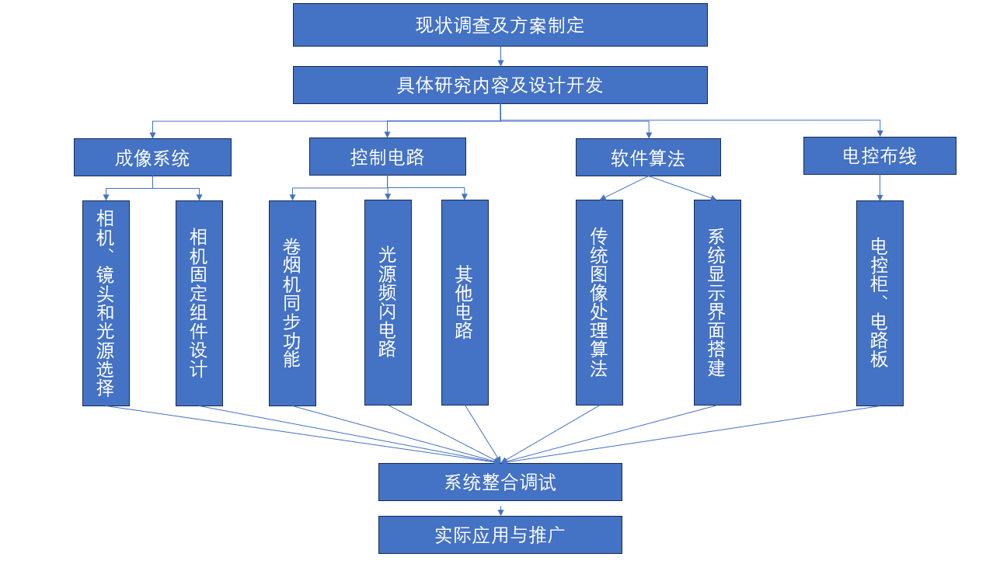 现状调查及方案制定
具体研究内容及设计开发
成像系统
控制电路
软件算法
电控布线
相机、镜头和光源选择
相机固定组件设计
卷烟机同步功能
光源频闪电路
其他电路
传统图像处理算法
系统显示界面搭建
电控柜、电路板
系统整合调试
实际应用与推广